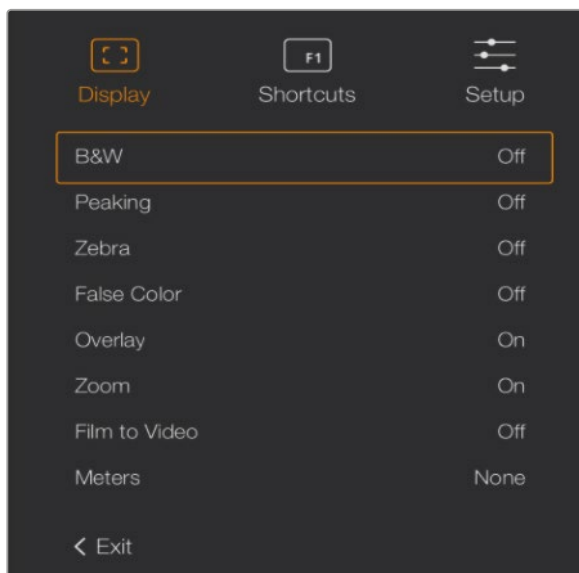 F1
Display Shortcuts Setup
B&W Off
Peaking Off
Zebra Off
False Color Off
Overlay On
Zoom On
Film to Video Off
Meters None
Exit